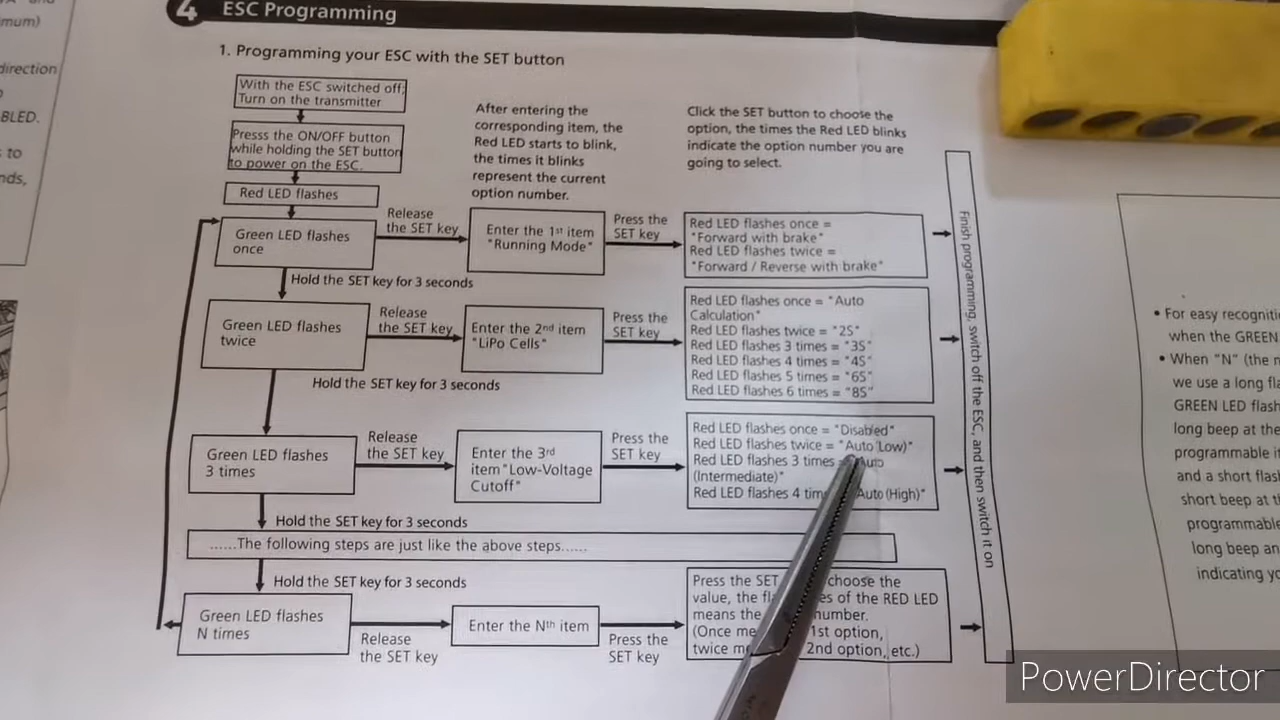 mum)
4 ESC Programming
direction
BLED.
to
nds,
1. Programming your ESC with the SET button
With the ESC switched off;
Turn on the transmitter
Presss the ON/OFF button
while holding the SET button
to power on the ESC.
Red LED flashes
After entering the
corresponding item, the
Red LED starts to blink,
the times it blinks
represent the current
option number.
Click the SET button to choose the
option, the times the Red LED blinks
indicate the option number you are
going to select.
Green LED flashes
once
Release
the SET key
Enter the 1st item
"Running Mode"
Press the
SET key
Red LED flashes once =
"Forward with brake"
Red LED flashes twice =
"Forward / Reverse with brake"
Hold the SET key for 3 seconds
Green LED flashes
twice
Release
the SET key
Enter the 2nd item
"LiPo Cells"
Press the
SET key
Red LED flashes once = "Auto
Calculation"
Red LED flashes twice = "2S"
Red LED flashes 3 times = "3S"
Red LED flashes 4 times = "4S"
Red LED flashes 5 times = "6S"
Red LED flashes 6 times = "8S"
Hold the SET key for 3 seconds
Green LED flashes
3 times
Release
the SET key
Enter the 3rd
item"Low-Voltage
Cutoff"
Press the
SET key
Red LED flashes once = "Disabled"
Red LED flashes twice = "Auto (Low)"
Red LED flashes 3 times = "Auto
(Intermediate)"
Red LED flashes 4 Auto (High)"
Hold the SET key for 3 seconds
......The following steps are just like the above steps......
Hold the SET key for 3 seconds
Green LED flashes
N times
Release
the SET key
Enter the Nth item
Press the
SET key
Press the SET choose the
value, the of the RED LED
means the number.
(Once 1st option,
twice 2nd option, etc.)
Finish programming, switch off the ESC, and then switch it on
• For easy
when the GREEN
• When "N" (the
we use a long
GREEN LED
long beep at the
programmable
and a short
short beep at
programmable
long beep
indicating
PowerDirector